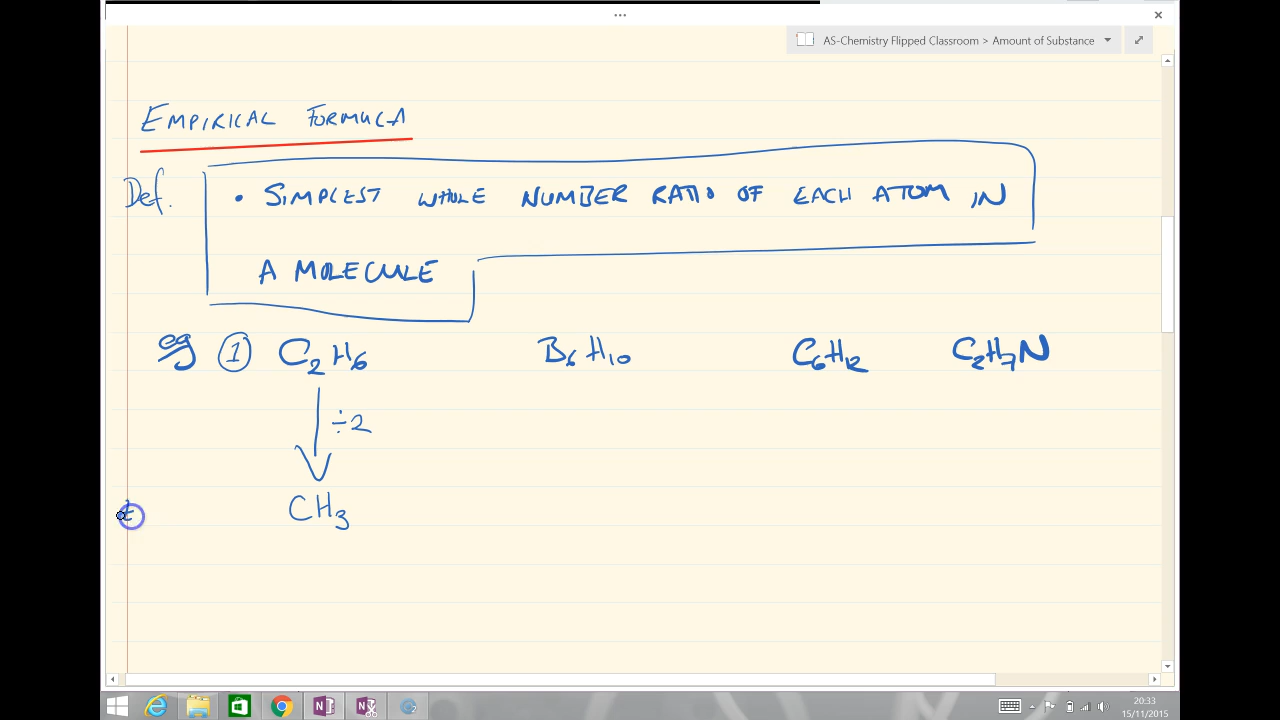 AS-Chemistry Flipped Classroom > Amount of Substance
EMPIRICAL FORMULA
Def. • SIMPLEST WHOLE NUMBER RATIO OF EACH ATOM IN
A MOLECULE
eg ① C₂H₆ B₆H₁₀ C₆H₁₂ C₂H₇N
÷2
CH₃
20:33
15/11/2015